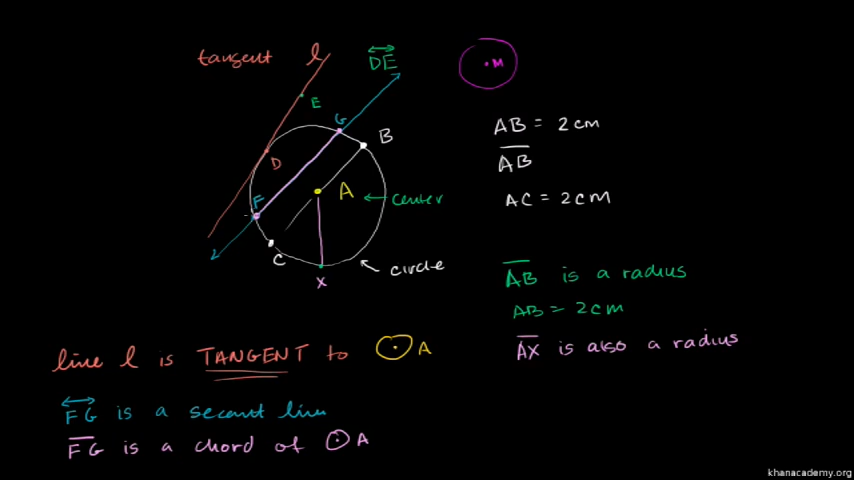 tangent l
DE
M
E
G
B
D
A
center
F
C
X
circle
AB = 2cm
AB
AC = 2cm
AB is a radius
AB = 2cm
AX is also a radius
line l is TANGENT to ⊙A
FG is a secant line
FG is a chord of ⊙A
khanacademy.org